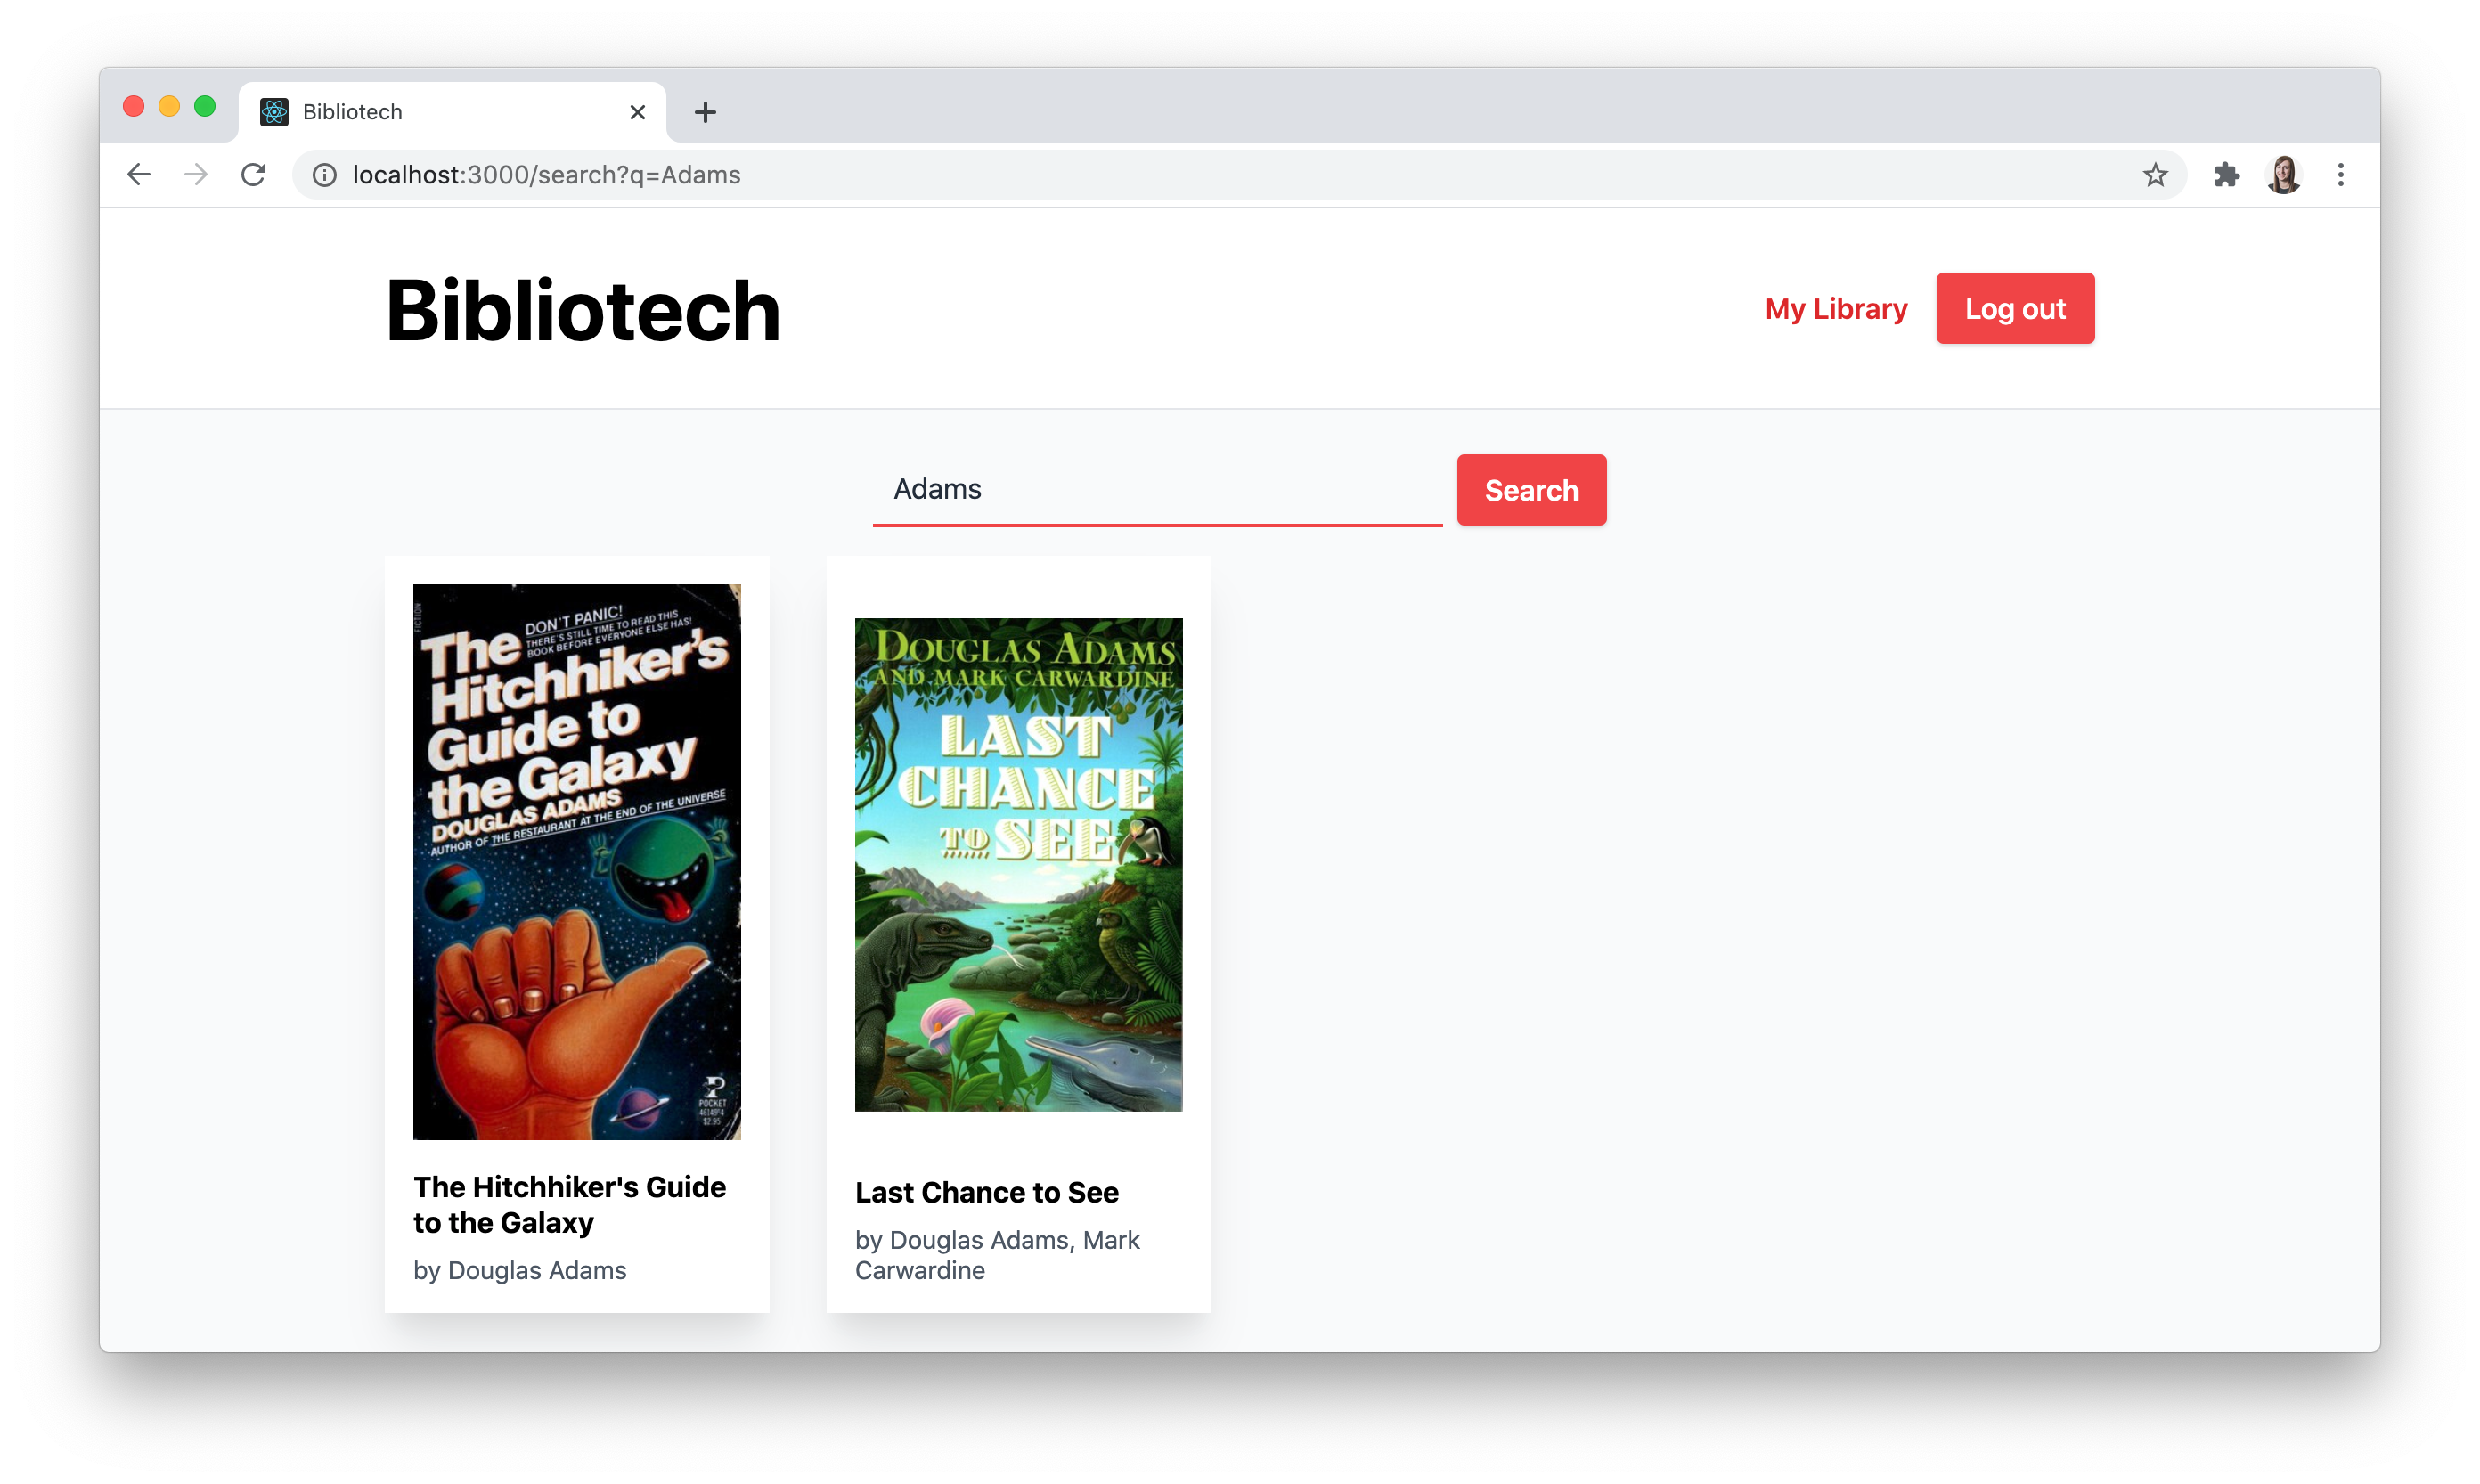 Bibliotech
localhost:3000/search?q=Adams
Bibliotech
My Library
Log out
Adams
Search
FICTION
DON'T PANIC!
THERE'S STILL TIME TO READ THIS
BOOK BEFORE EVERYONE ELSE HAS!
The
Hitchhiker's
Guide to
the Galaxy
DOUGLAS ADAMS
AUTHOR OF THE RESTAURANT AT THE END OF THE UNIVERSE
P
POCKET
46149-4
$2.95
The Hitchhiker's Guide
to the Galaxy
by Douglas Adams
DOUGLAS ADAMS
AND MARK CARWARDINE
LAST
CHANCE
TO SEE
Last Chance to See
by Douglas Adams, Mark
Carwardine